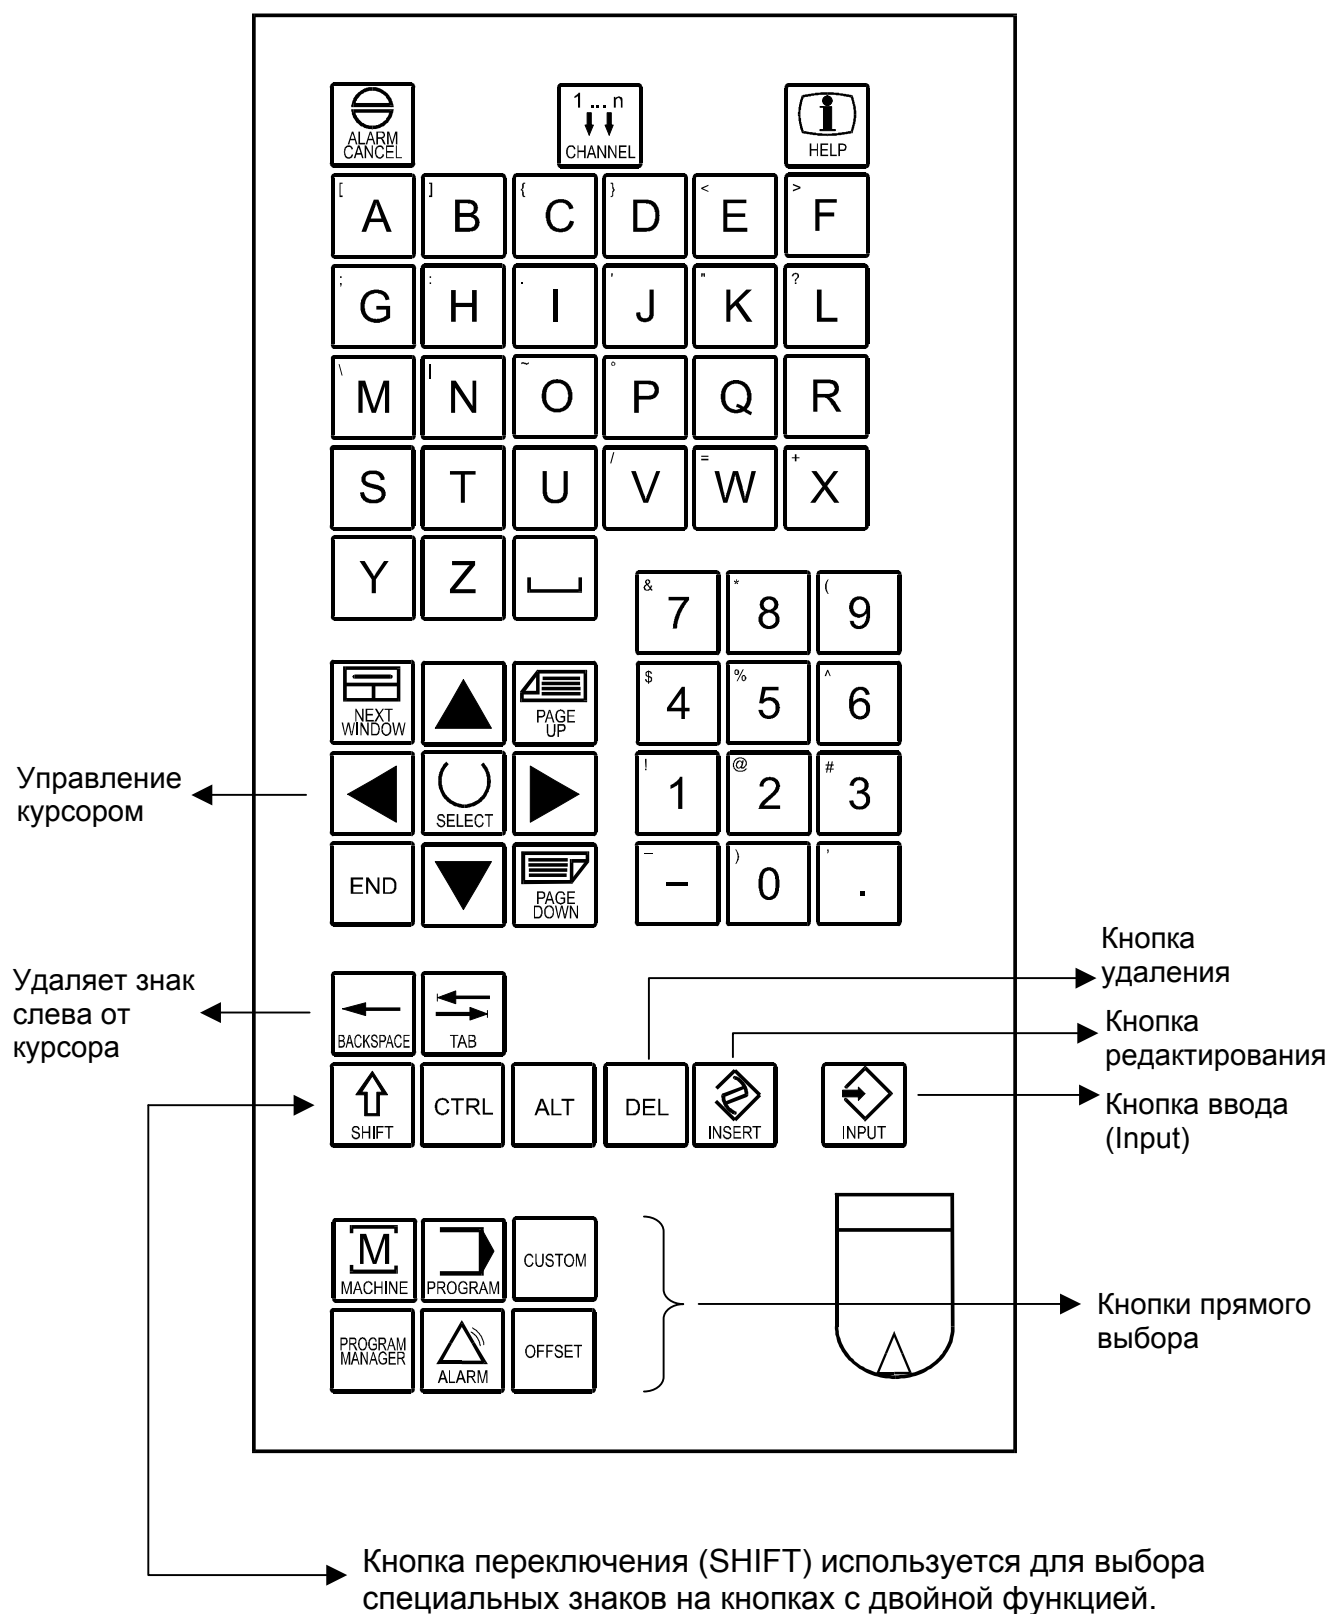 ALARM
CANCEL
1 ... n
CHANNEL
HELP
[ A ] B { C } D < E > F
; G : H . I ' J " K ? L
\ M | N ~ O ° P Q R
S T U / V = W + X
Y Z
& 7 * 8 ( 9
NEXT
WINDOW
PAGE
UP
$ 4 % 5 ^ 6
Управление
курсором
SELECT
! 1 @ 2 # 3
END
PAGE
DOWN
_ – ) 0 , .
Удаляет знак
слева от
курсора
BACKSPACE
TAB
Кнопка
удаления
Кнопка
редактирования
SHIFT
CTRL
ALT
DEL
INSERT
INPUT
Кнопка ввода
(Input)
M
MACHINE
PROGRAM
CUSTOM
PROGRAM
MANAGER
ALARM
OFFSET
Кнопки прямого
выбора
Кнопка переключения (SHIFT) используется для выбора
специальных знаков на кнопках с двойной функцией.